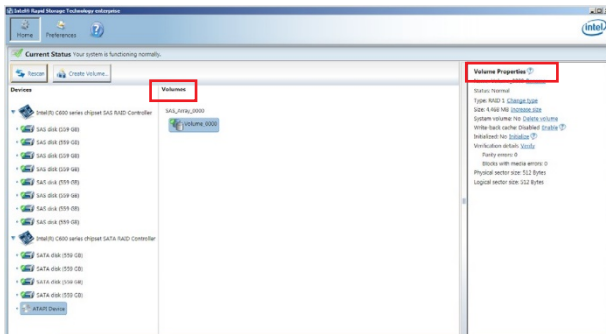 Intel® Rapid Storage Technology enterprise
Home
Preferences
intel
Current Status Your system is functioning normally.
Rescan
Create Volume...
Devices
Intel(R) C600 series chipset SAS RAID Controller
SAS disk (559 GB)
SAS disk (559 GB)
SAS disk (559 GB)
SAS disk (559 GB)
SAS disk (559 GB)
SAS disk (559 GB)
SAS disk (559 GB)
Intel(R) C600 series chipset SATA RAID Controller
SATA disk (559 GB)
SATA disk (559 GB)
SATA disk (559 GB)
SATA disk (559 GB)
ATAPI Device
Volumes
SAS_Array_0000
Volume_0000
Volume Properties
Status: Normal
Type: RAID 1 Change type
Size: 4,468 MB Increase size
System volume: No Delete volume
Write-back cache: Disabled Enable
Initialized: No Initialize
Verification details Verify
Parity errors: 0
Blocks with media errors: 0
Physical sector size: 512 Bytes
Logical sector size: 512 Bytes